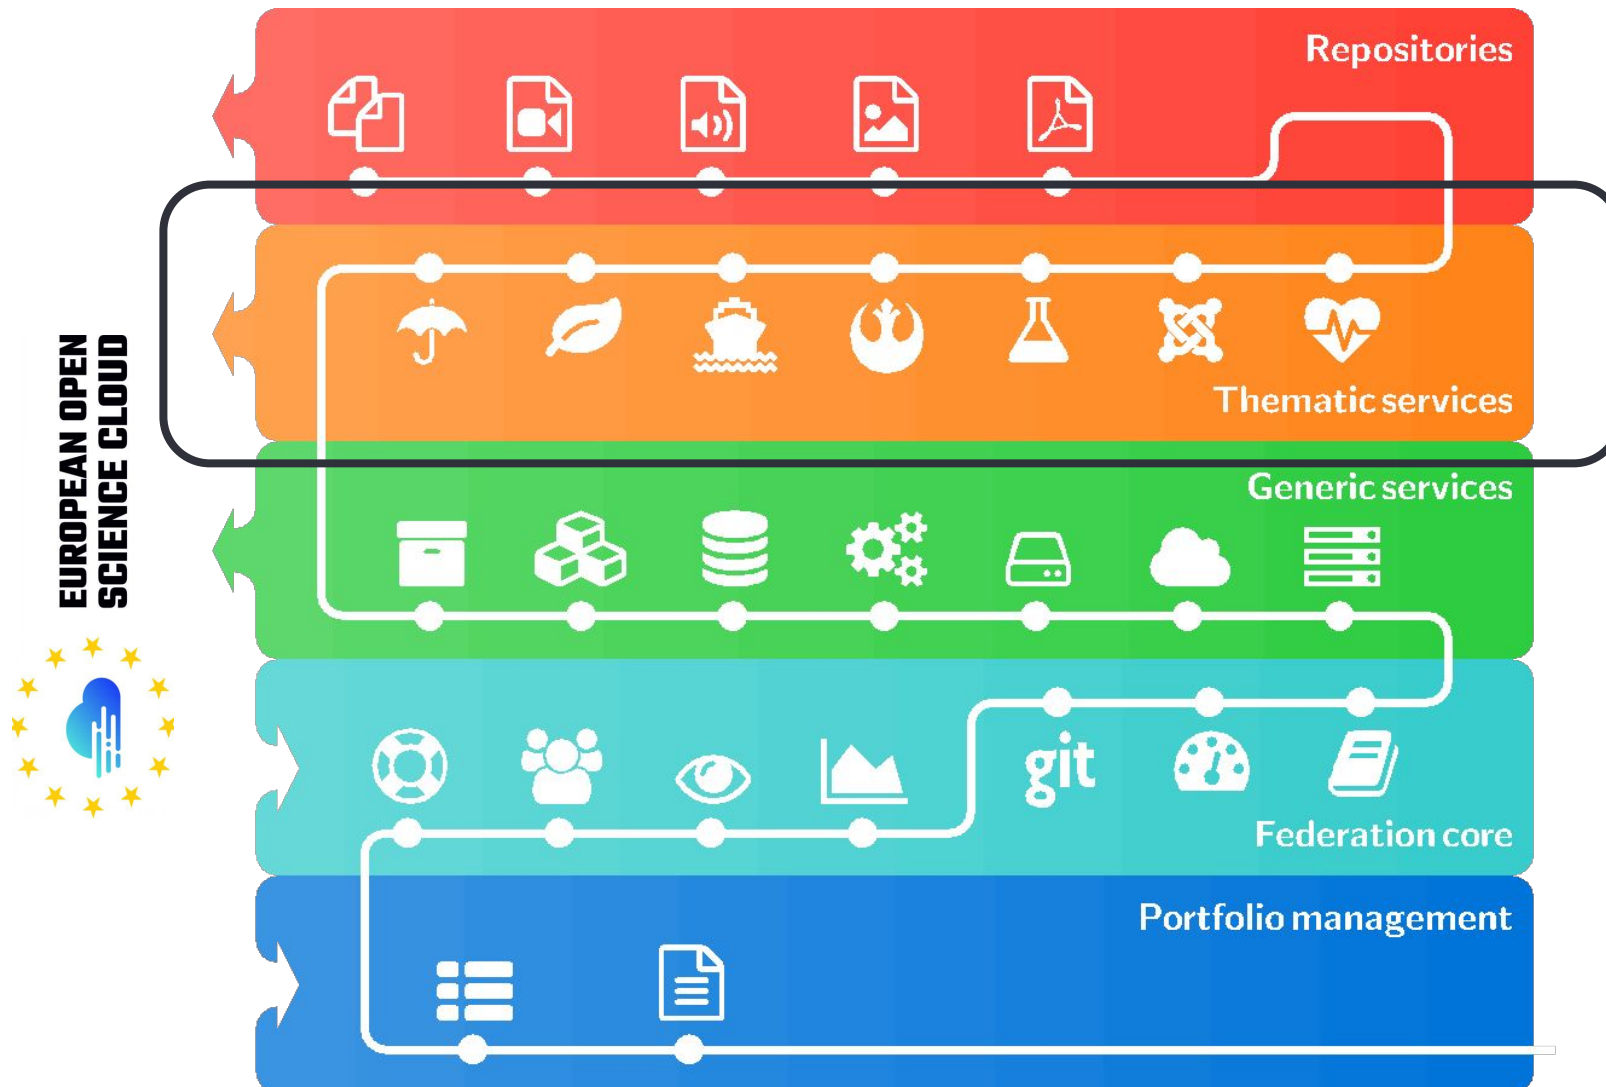 Repositories
Thematic services
EUROPEAN OPEN
SCIENCE CLOUD
Generic services
git
Federation core
Portfolio management